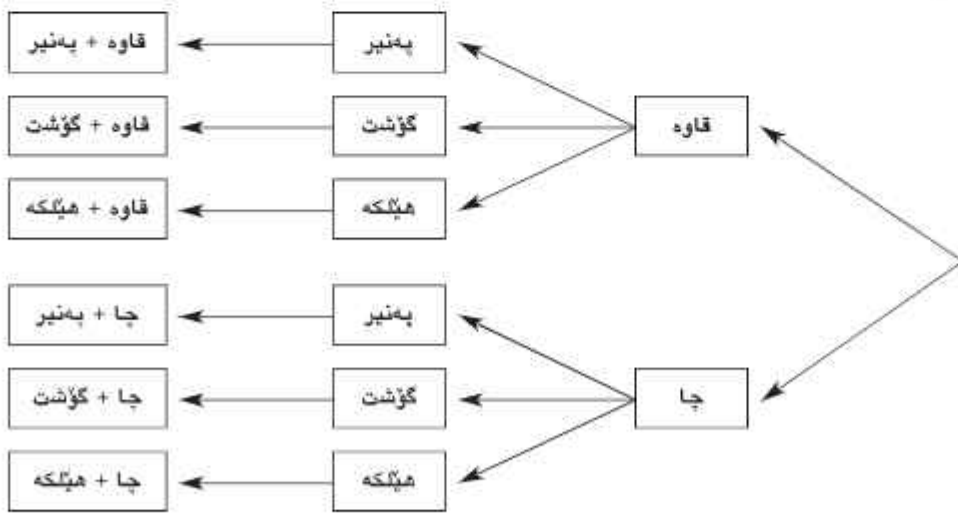 قاوە
پەنیر
قاوە + پەنیر
گۆشت
قاوە + گۆشت
هێلکە
قاوە + هێلکە
چا
پەنیر
چا + پەنیر
گۆشت
چا + گۆشت
هێلکە
چا + هێلکە